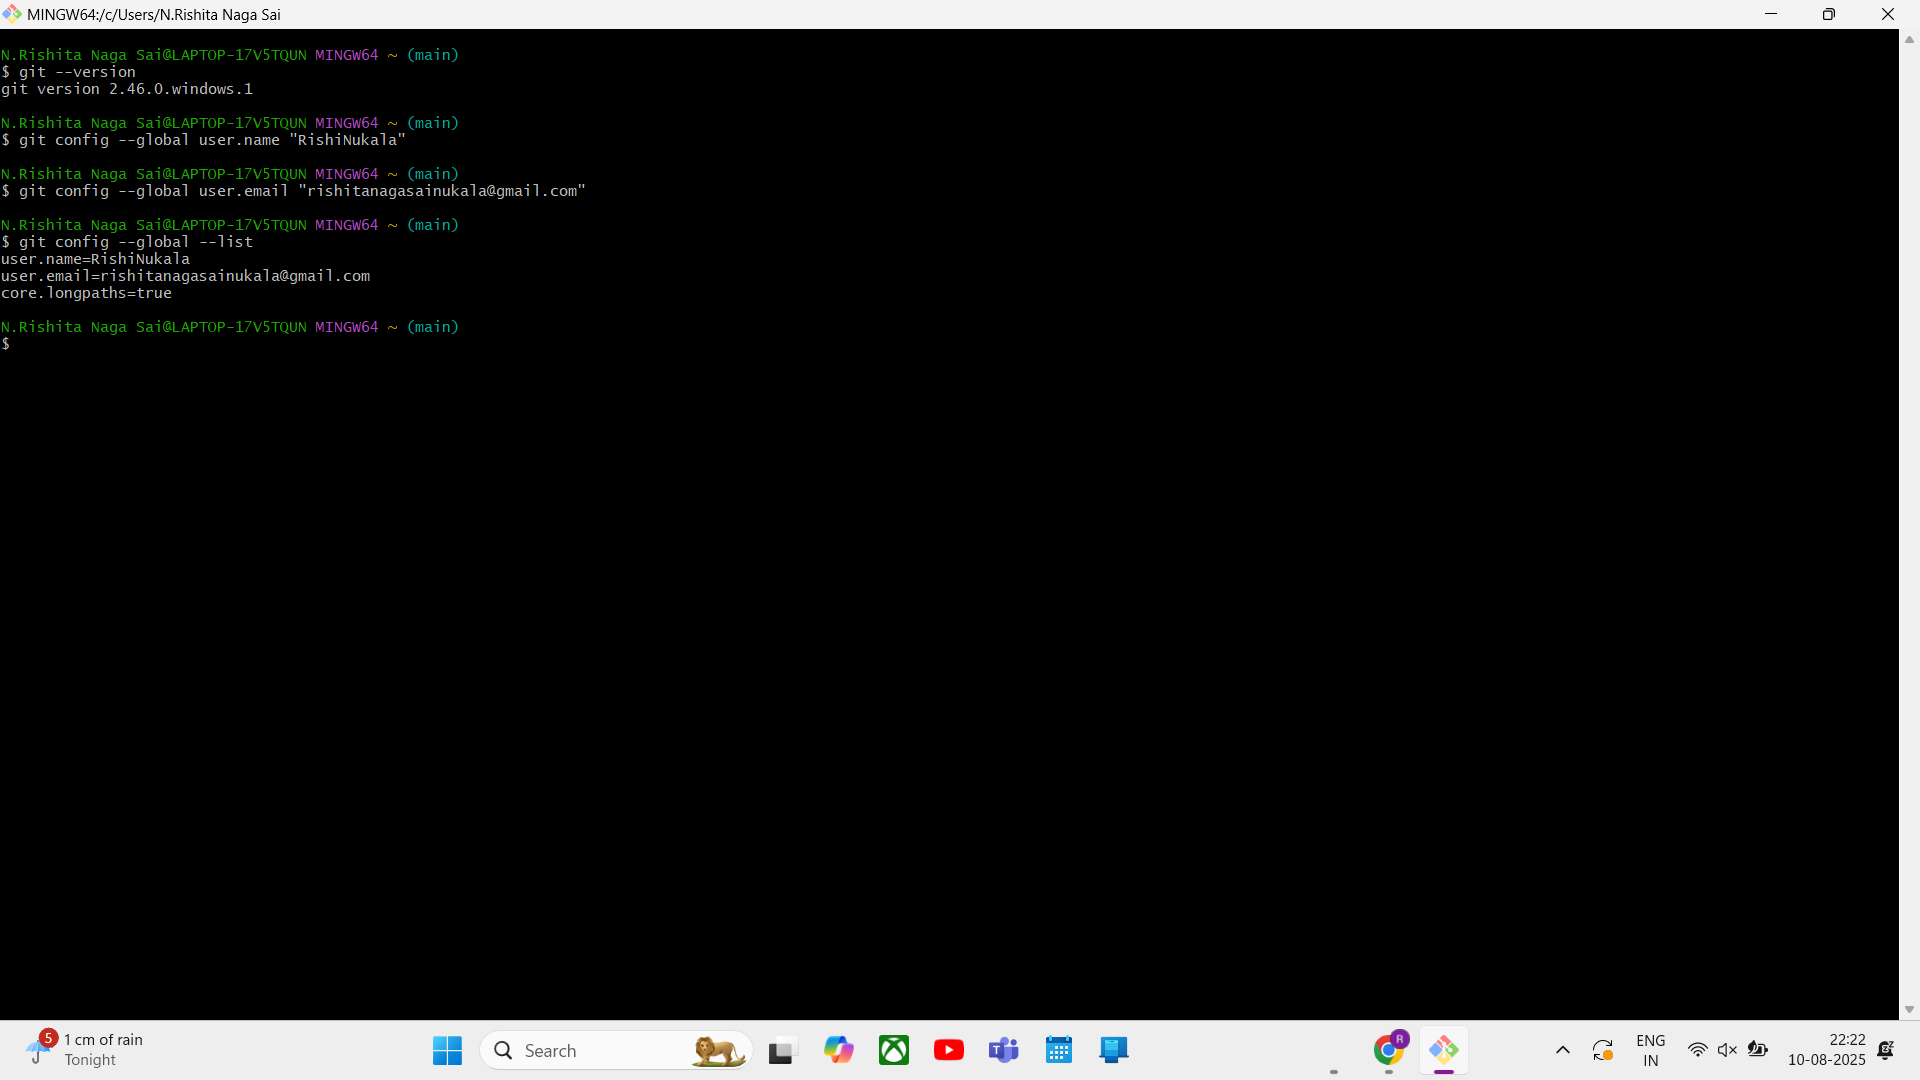 MINGW64:/c/Users/N.Rishita Naga Sai
N.Rishita Naga Sai@LAPTOP-17V5TQUN MINGW64 ~ (main)
$ git --version
git version 2.46.0.windows.1
N.Rishita Naga Sai@LAPTOP-17V5TQUN MINGW64 ~ (main)
$ git config --global user.name "RishiNukala"
N.Rishita Naga Sai@LAPTOP-17V5TQUN MINGW64 ~ (main)
$ git config --global user.email "rishitanagasainukala@gmail.com"
N.Rishita Naga Sai@LAPTOP-17V5TQUN MINGW64 ~ (main)
$ git config --global --list
user.name=RishiNukala
user.email=rishitanagasainukala@gmail.com
core.longpaths=true
N.Rishita Naga Sai@LAPTOP-17V5TQUN MINGW64 ~ (main)
$
5
1 cm of rain
Tonight
Search
R
ENG
IN
22:22
10-08-2025